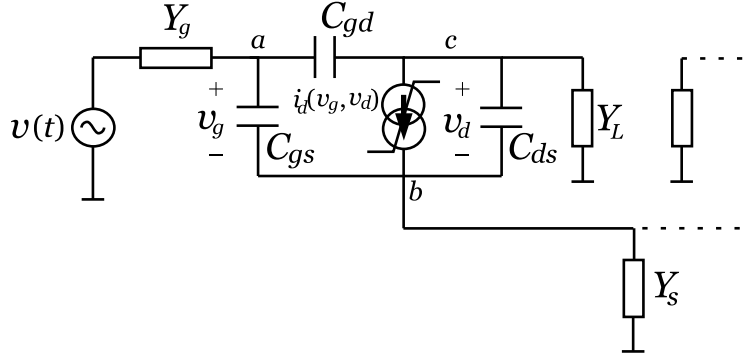 Y_g
a
C_gd
c
v(t)
+
v_g
−
C_gs
i_d(v_g,v_d)
+
v_d
−
C_ds
Y_L
b
Y_s